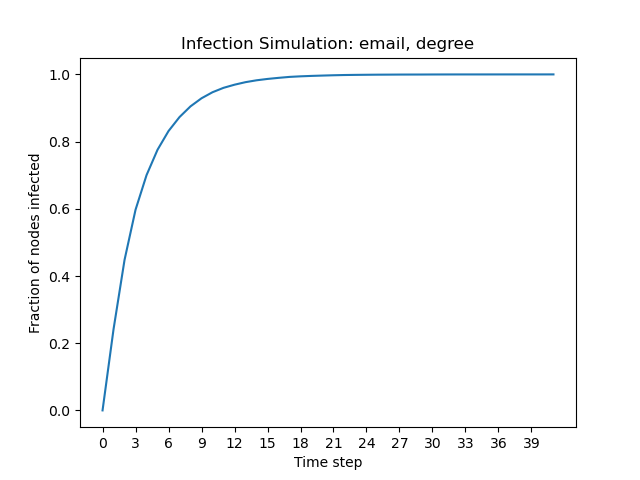 Infection Simulation: email, degree
1.0
0.8
0.6
0.4
0.2
0.0
Fraction of nodes infected
0 3 6 9 12 15 18 21 24 27 30 33 36 39
Time step